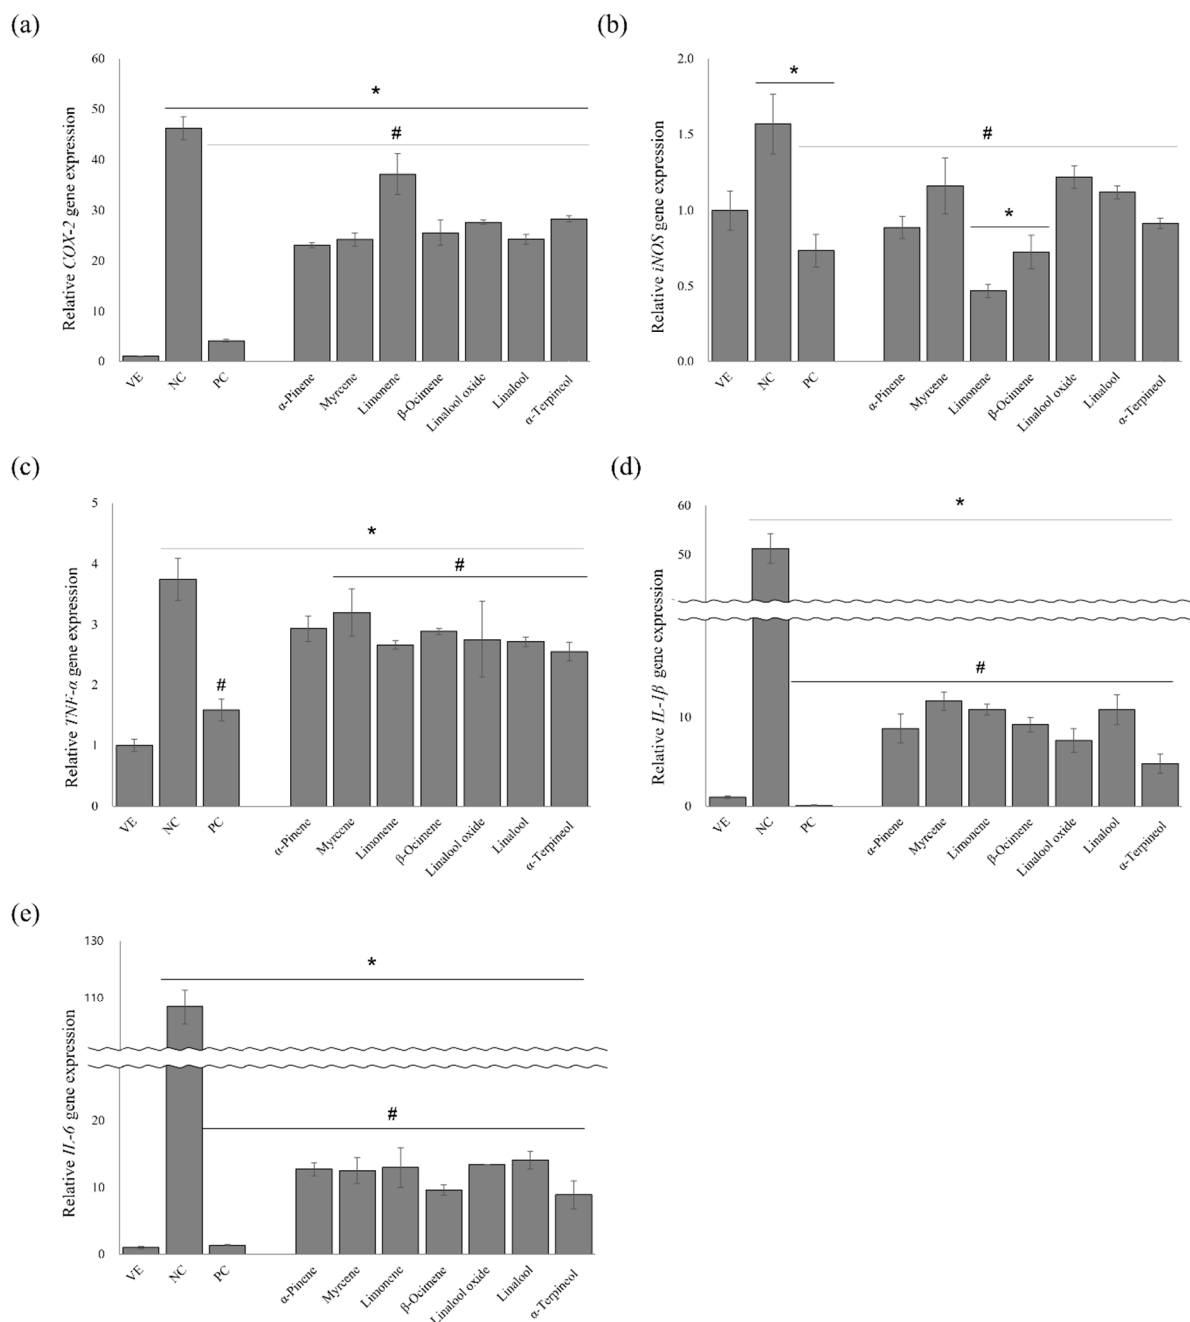 (a)
Relative COX-2 gene expression
60
50
40
30
20
10
0
*
#
VE
NC
PC
α-Pinene
Myrcene
Limonene
β-Ocimene
Linalool oxide
Linalool
α-Terpineol
(b)
Relative iNOS gene expression
2.0
1.5
1.0
0.5
0.0
*
#
*
VE
NC
PC
α-Pinene
Myrcene
Limonene
β-Ocimene
Linalool oxide
Linalool
α-Terpineol
(c)
Relative TNF-α gene expression
5
4
3
2
1
0
*
#
#
VE
NC
PC
α-Pinene
Myrcene
Limonene
β-Ocimene
Linalool oxide
Linalool
α-Terpineol
(d)
Relative IL-1β gene expression
60
50
10
0
*
#
VE
NC
PC
α-Pinene
Myrcene
Limonene
β-Ocimene
Linalool oxide
Linalool
α-Terpineol
(e)
Relative IL-6 gene expression
130
110
20
10
0
*
#
VE
NC
PC
α-Pinene
Myrcene
Limonene
β-Ocimene
Linalool oxide
Linalool
α-Terpineol